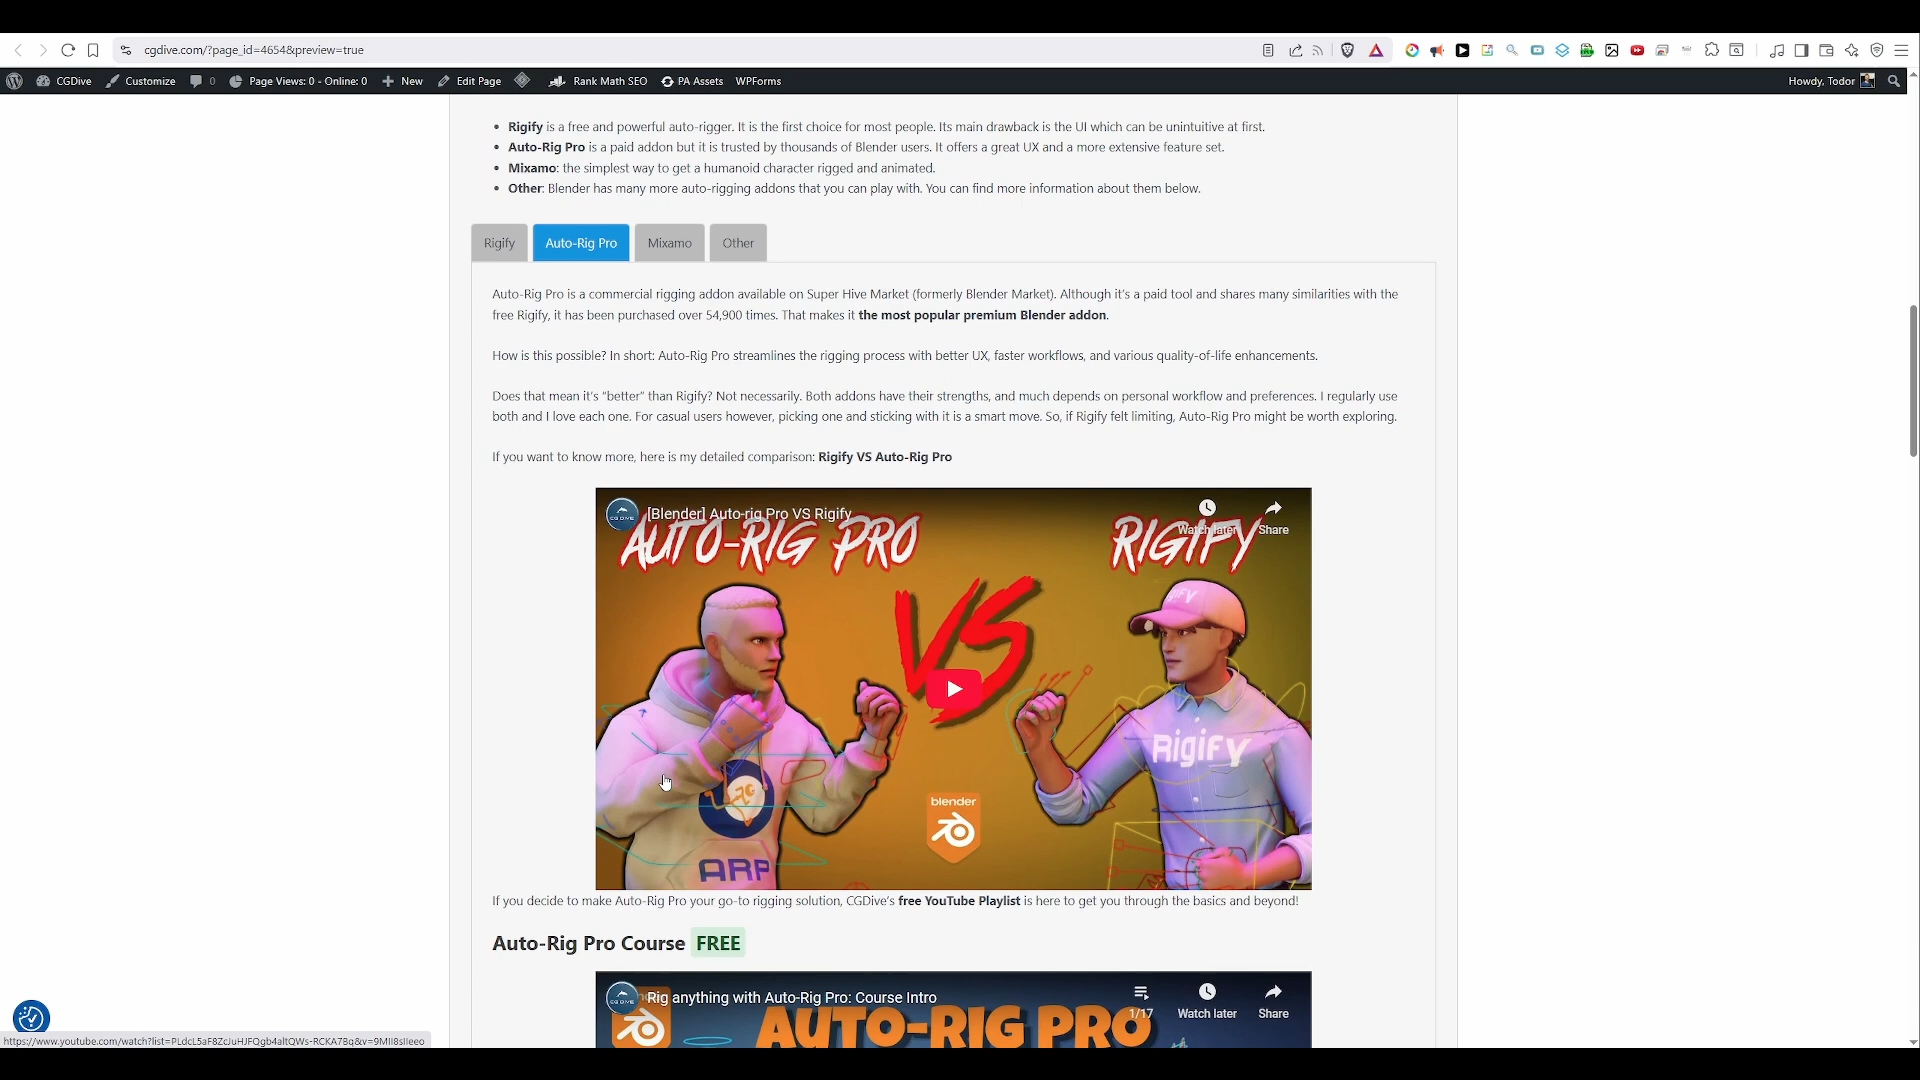 cgdive.com/?page_id=4654&preview=true
CGDive Customize 0 Page Views: 0 - Online: 0 New Edit Page Rank Math SEO PA Assets WPForms Howdy, Todor
Rigify is a free and powerful auto-rigger. It is the first choice for most people. Its main drawback is the UI which can be unintuitive at first.
Auto-Rig Pro is a paid addon but it is trusted by thousands of Blender users. It offers a great UX and a more extensive feature set.
Mixamo: the simplest way to get a humanoid character rigged and animated.
Other: Blender has many more auto-rigging addons that you can play with. You can find more information about them below.
Rigify Auto-Rig Pro Mixamo Other
Auto-Rig Pro is a commercial rigging addon available on Super Hive Market (formerly Blender Market). Although it's a paid tool and shares many similarities with the
free Rigify, it has been purchased over 54,900 times. That makes it the most popular premium Blender addon.
How is this possible? In short: Auto-Rig Pro streamlines the rigging process with better UX, faster workflows, and various quality-of-life enhancements.
Does that mean it's "better" than Rigify? Not necessarily. Both addons have their strengths, and much depends on personal workflow and preferences. I regularly use
both and I love each one. For casual users however, picking one and sticking with it is a smart move. So, if Rigify felt limiting, Auto-Rig Pro might be worth exploring.
If you want to know more, here is my detailed comparison: Rigify VS Auto-Rig Pro
[Blender] Auto-rig Pro VS Rigify
Watch later Share
AUTO-RIG PRO RIGIFY
VS
Rigify
blender
ARP
If you decide to make Auto-Rig Pro your go-to rigging solution, CGDive's free YouTube Playlist is here to get you through the basics and beyond!
Auto-Rig Pro Course FREE
Rig anything with Auto-Rig Pro: Course Intro
1/17 Watch later Share
AUTO-RIG PRO